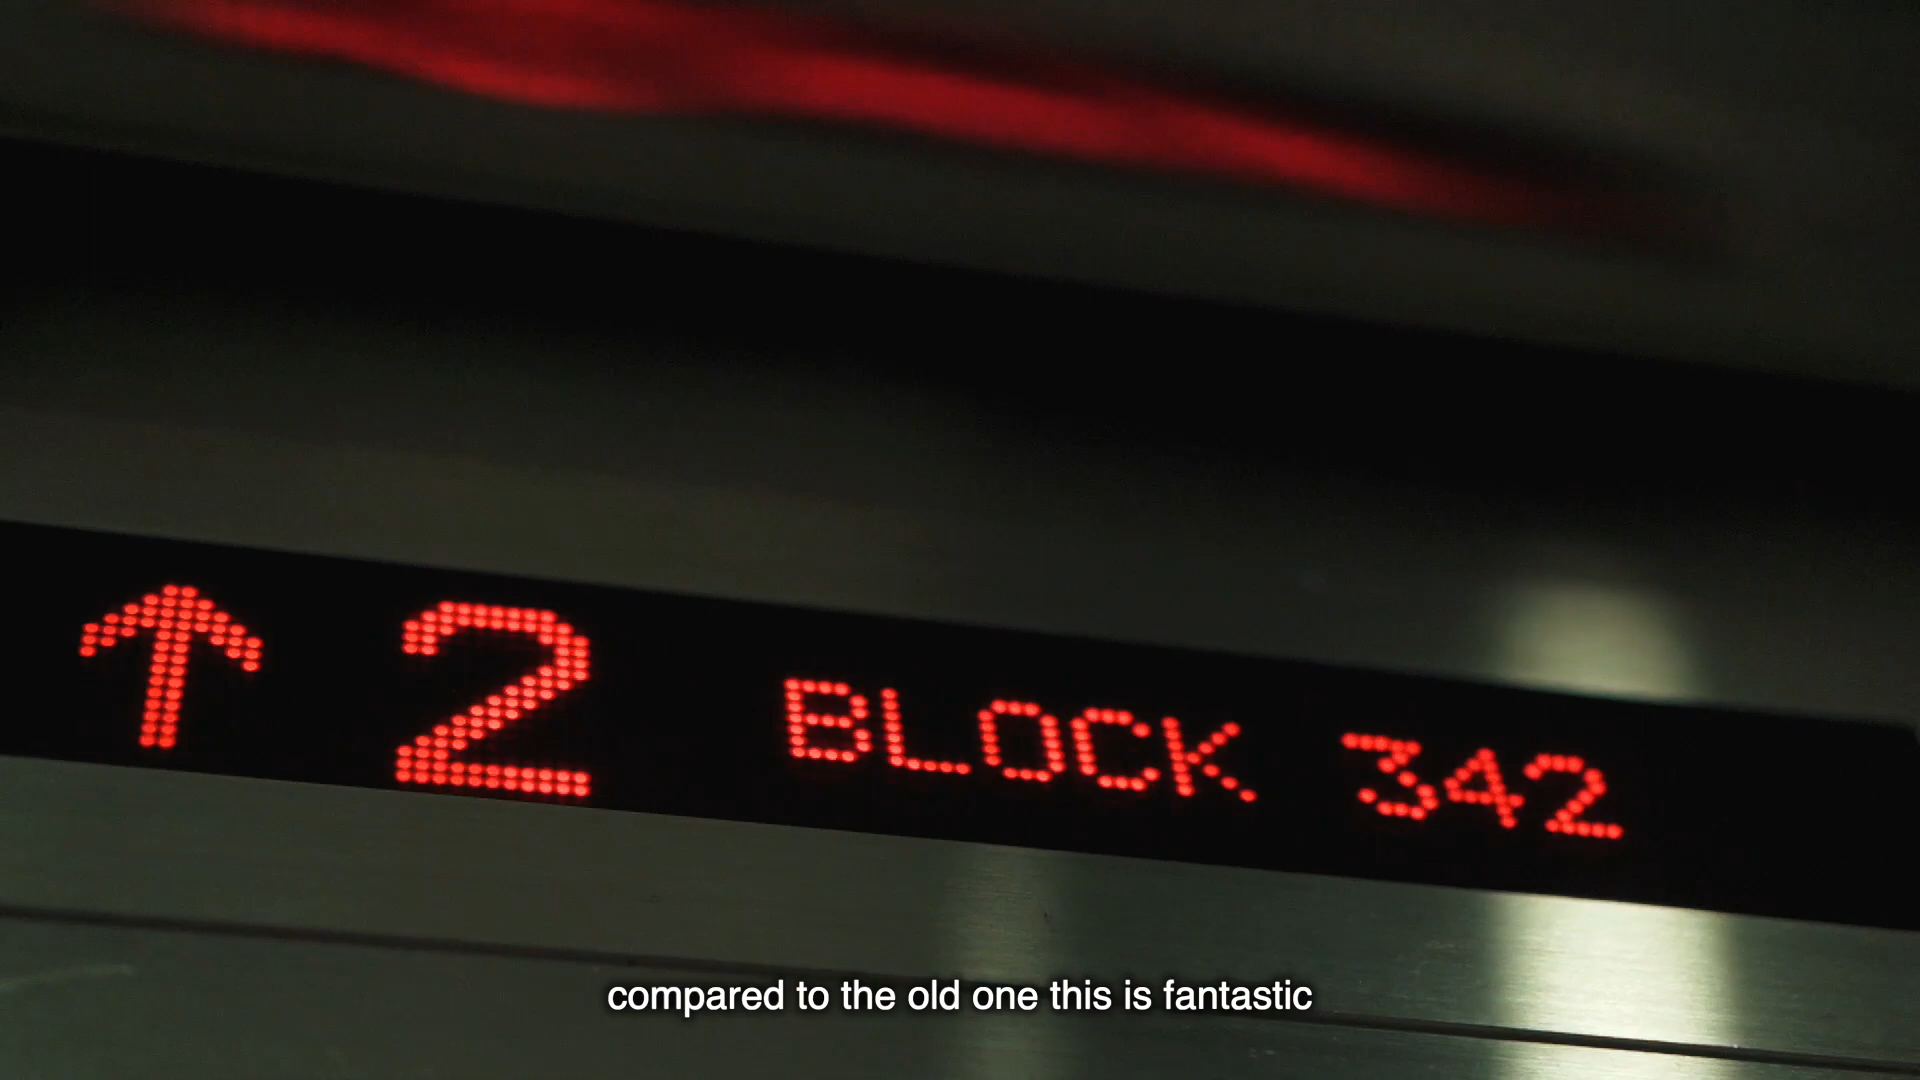 ↑ 2 BLOCK 342
compared to the old one this is fantastic